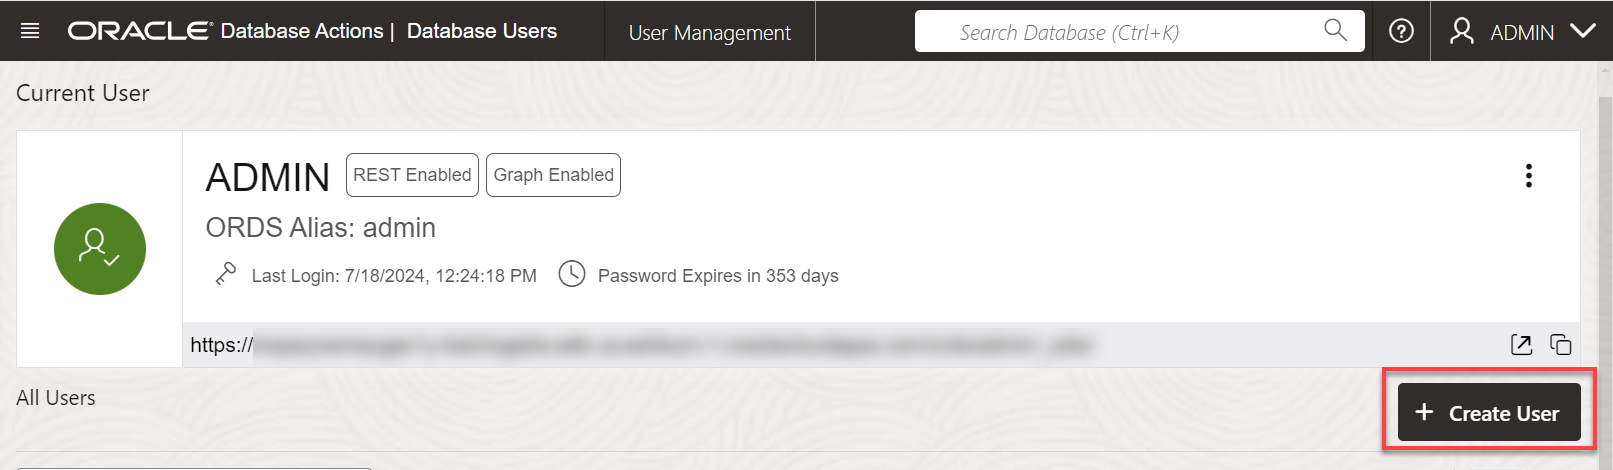 ORACLE® Database Actions | Database Users User Management Search Database (Ctrl+K) ADMIN
Current User
ADMIN REST Enabled Graph Enabled
ORDS Alias: admin
Last Login: 7/18/2024, 12:24:18 PM Password Expires in 353 days
https://
All Users
+ Create User